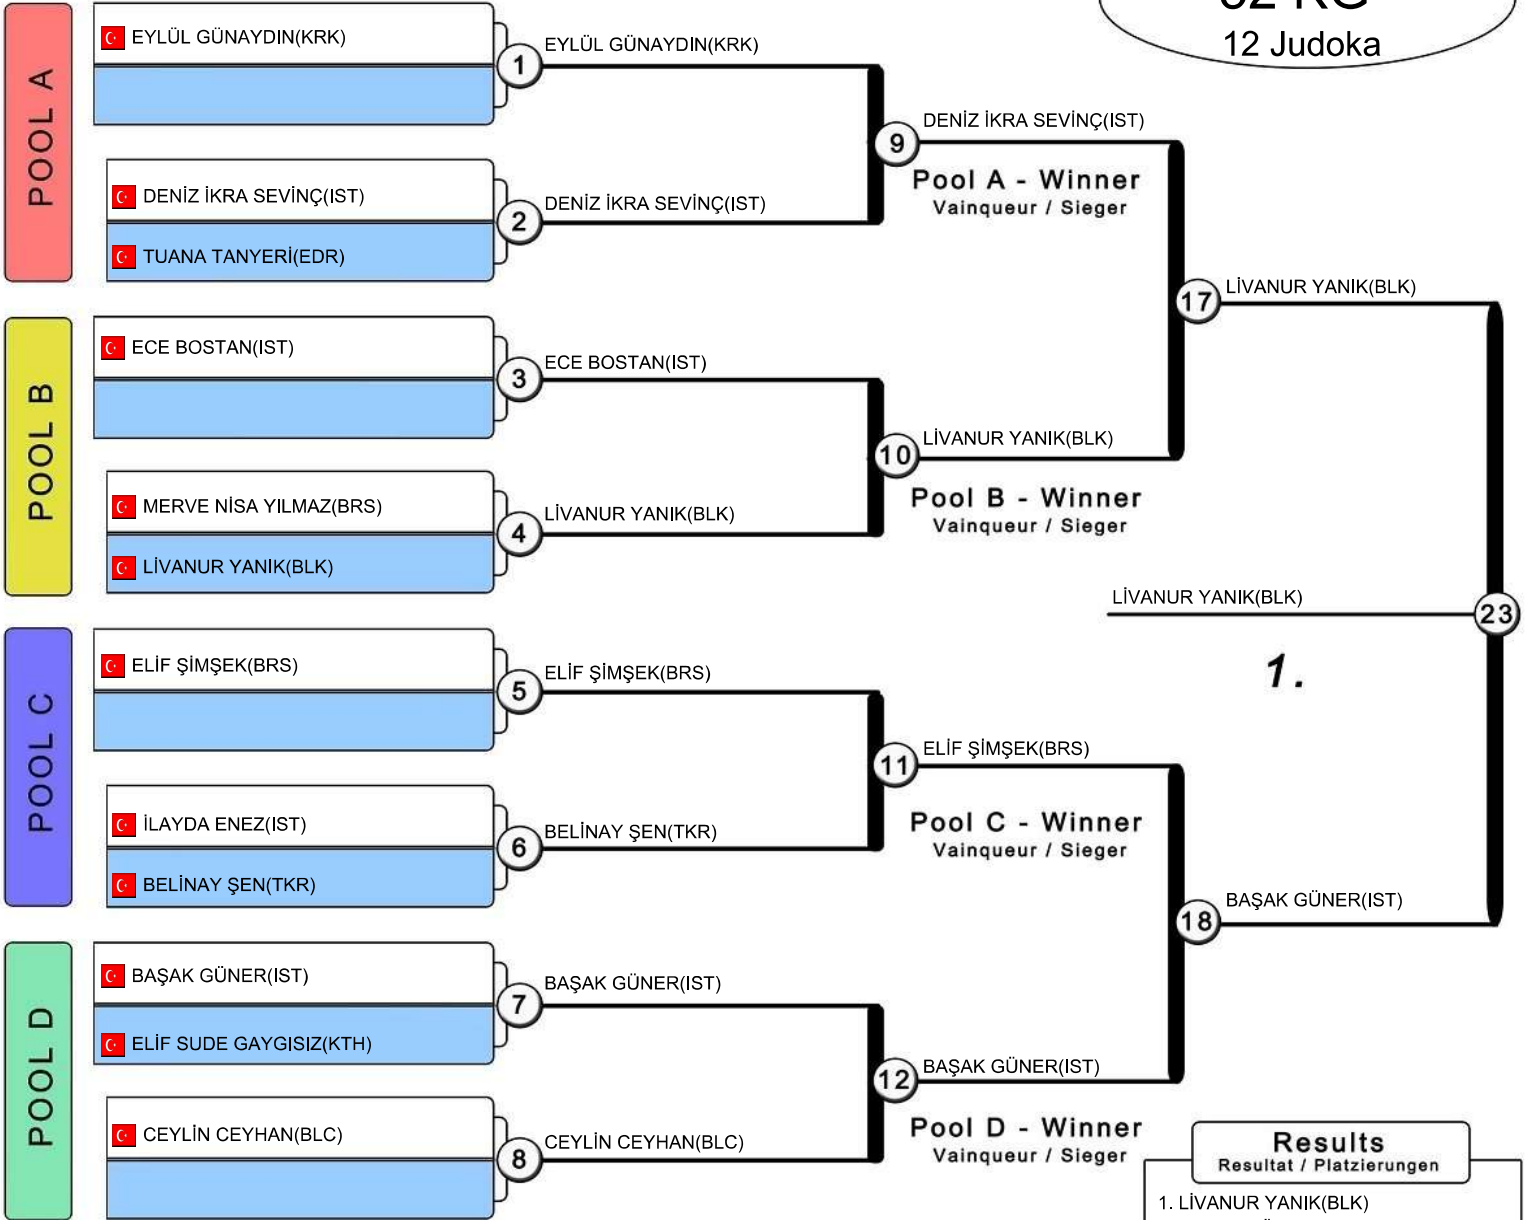 12 Judoka
POOL A
EYLÜL GÜNAYDIN(KRK)
1
EYLÜL GÜNAYDIN(KRK)
DENİZ İKRA SEVİNÇ(IST)
TUANA TANYERİ(EDR)
2
DENİZ İKRA SEVİNÇ(IST)
9
DENİZ İKRA SEVİNÇ(IST)
Pool A - Winner
Vainqueur / Sieger
POOL B
ECE BOSTAN(IST)
3
ECE BOSTAN(IST)
MERVE NİSA YILMAZ(BRS)
LİVANUR YANIK(BLK)
4
LİVANUR YANIK(BLK)
10
LİVANUR YANIK(BLK)
Pool B - Winner
Vainqueur / Sieger
17
LİVANUR YANIK(BLK)
LİVANUR YANIK(BLK)
23
1.
POOL C
ELİF ŞİMŞEK(BRS)
5
ELİF ŞİMŞEK(BRS)
İLAYDA ENEZ(IST)
BELİNAY ŞEN(TKR)
6
BELİNAY ŞEN(TKR)
11
ELİF ŞİMŞEK(BRS)
Pool C - Winner
Vainqueur / Sieger
18
BAŞAK GÜNER(IST)
POOL D
BAŞAK GÜNER(IST)
ELİF SUDE GAYGISIZ(KTH)
7
BAŞAK GÜNER(IST)
CEYLİN CEYHAN(BLC)
8
CEYLİN CEYHAN(BLC)
12
BAŞAK GÜNER(IST)
Pool D - Winner
Vainqueur / Sieger
Results
Resultat / Platzierungen
1. LİVANUR YANIK(BLK)